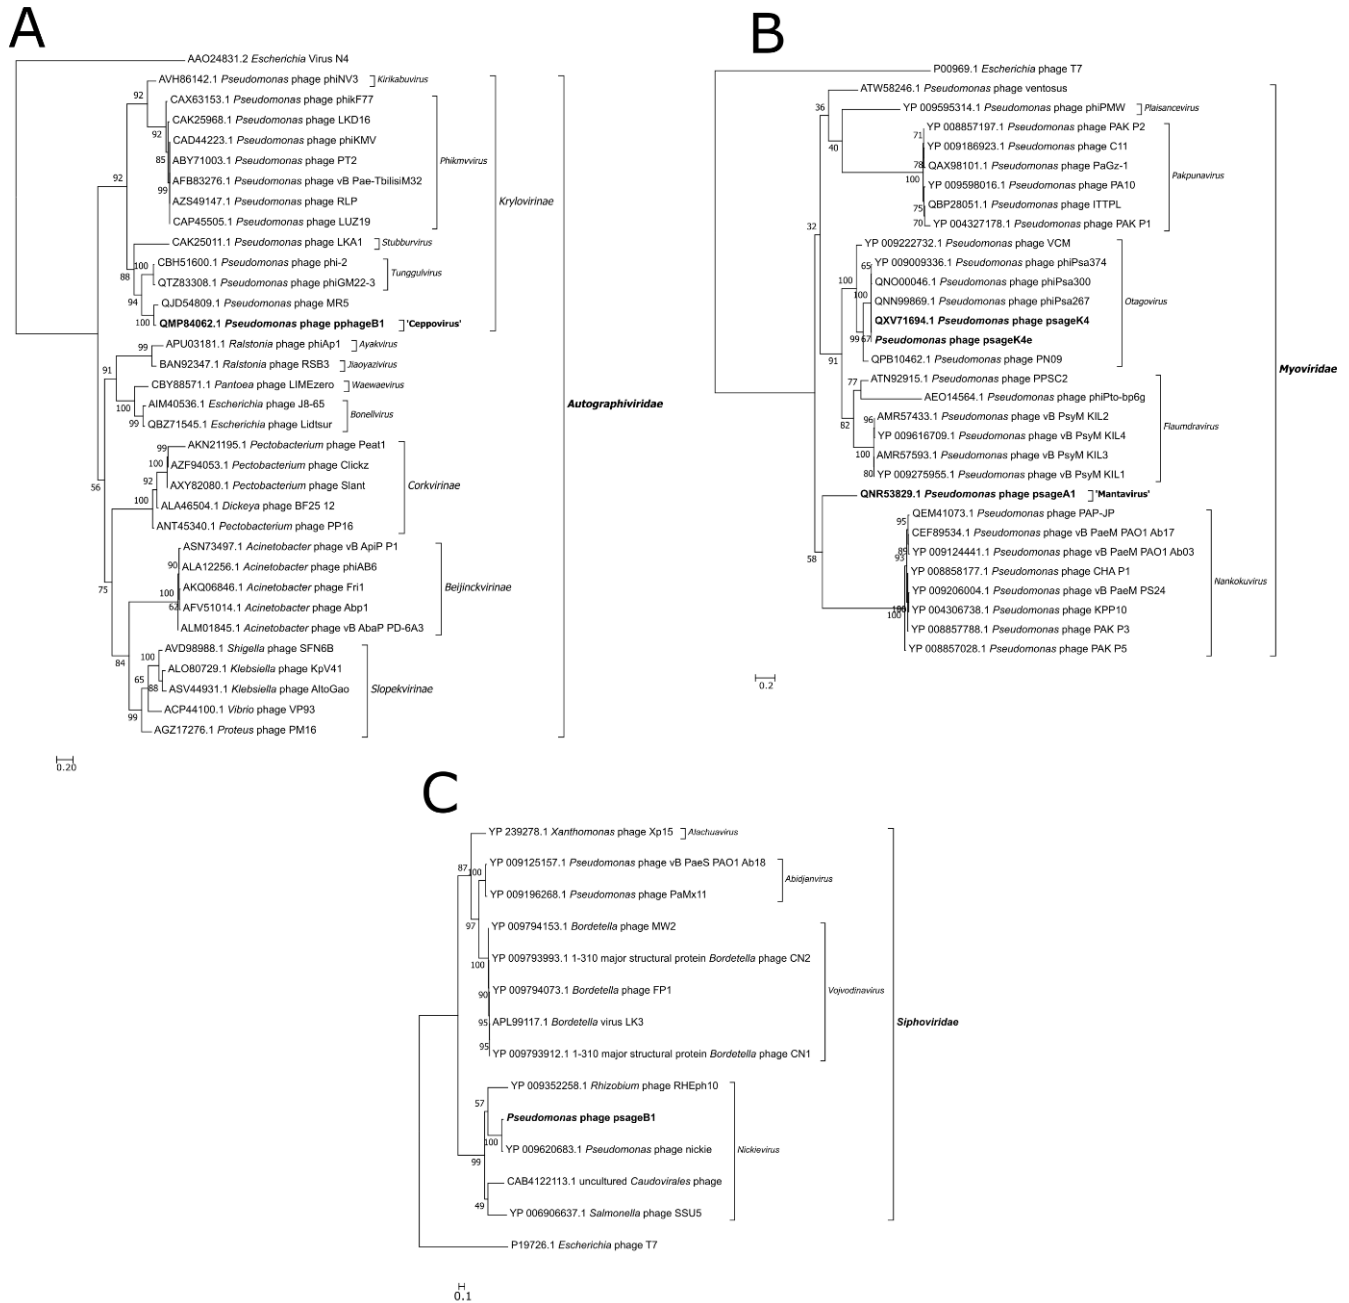 A
AAO24831.2 Escherichia Virus N4
AVH86142.1 Pseudomonas phage phiNV3
Kirikabuvirus
92
CAX63153.1 Pseudomonas phage phikF77
CAK25968.1 Pseudomonas phage LKD16
92
CAD44223.1 Pseudomonas phage phiKMV
85
ABY71003.1 Pseudomonas phage PT2
Phikmvvirus
92
AFB83276.1 Pseudomonas phage vB Pae-TbilisiM32
99
AZS49147.1 Pseudomonas phage RLP
Krylovirinae
CAP45505.1 Pseudomonas phage LUZ19
CAK25011.1 Pseudomonas phage LKA1
Stubburvirus
100
CBH51600.1 Pseudomonas phage phi-2
88
Tunggulvirus
QTZ83308.1 Pseudomonas phage phiGM22-3
94
QJD54809.1 Pseudomonas phage MR5
100
QMP84062.1 Pseudomonas phage pphageB1
'Ceppovirus'
99
APU03181.1 Ralstonia phage phiAp1
Ayakvirus
BAN92347.1 Ralstonia phage RSB3
Jiaoyazivirus
91
CBY88571.1 Pantoea phage LIMEzero
Waewaevirus
100
AIM40536.1 Escherichia phage J8-65
Bonellvirus
Autographiviridae
99
QBZ71545.1 Escherichia phage Lidtsur
AKN21195.1 Pectobacterium phage Peat1
99
100
AZF94053.1 Pectobacterium phage Clickz
92
AXY82080.1 Pectobacterium phage Slant
Corkvirinae
56
100
ALA46504.1 Dickeya phage BF25 12
ANT45340.1 Pectobacterium phage PP16
ASN73497.1 Acinetobacter phage vB ApiP P1
90
ALA12256.1 Acinetobacter phage phiAB6
75
100
AKQ06846.1 Acinetobacter phage Fri1
Beijinckvirinae
62
AFV51014.1 Acinetobacter phage Abp1
ALM01845.1 Acinetobacter phage vB AbaP PD-6A3
AVD98988.1 Shigella phage SFN6B
84
100
ALO80729.1 Klebsiella phage KpV41
65
88
ASV44931.1 Klebsiella phage AltoGao
Slopekvirinae
ACP44100.1 Vibrio phage VP93
99
AGZ17276.1 Proteus phage PM16
0.20
B
P00969.1 Escherichia phage T7
ATW58246.1 Pseudomonas phage ventosus
36
YP 009595314.1 Pseudomonas phage phiPMW
Plaisancevirus
40
YP 008857197.1 Pseudomonas phage PAK P2
71
YP 009186923.1 Pseudomonas phage C11
78
QAX98101.1 Pseudomonas phage PaGz-1
Pakpunavirus
100
YP 009598016.1 Pseudomonas phage PA10
75
QBP28051.1 Pseudomonas phage ITTPL
70
YP 004327178.1 Pseudomonas phage PAK P1
32
YP 009222732.1 Pseudomonas phage VCM
65
YP 009009336.1 Pseudomonas phage phiPsa374
100
QNO00046.1 Pseudomonas phage phiPsa300
100
QNN99869.1 Pseudomonas phage phiPsa267
Otagovirus
QXV71694.1 Pseudomonas phage psageK4
99
67
Pseudomonas phage psageK4e
91
QPB10462.1 Pseudomonas phage PN09
Myoviridae
77
ATN92915.1 Pseudomonas phage PPSC2
AEO14564.1 Pseudomonas phage phiPto-bp6g
96
AMR57433.1 Pseudomonas phage vB PsyM KIL2
82
Flaumdravirus
YP 009616709.1 Pseudomonas phage vB PsyM KIL4
100
AMR57593.1 Pseudomonas phage vB PsyM KIL3
80
YP 009275955.1 Pseudomonas phage vB PsyM KIL1
QNR53829.1 Pseudomonas phage psageA1
'Mantavirus'
QEM41073.1 Pseudomonas phage PAP-JP
95
CEF89534.1 Pseudomonas phage vB PaeM PAO1 Ab17
YP 009124441.1 Pseudomonas phage vB PaeM PAO1 Ab03
93
58
YP 008858177.1 Pseudomonas phage CHA P1
Nankokuvirus
YP 009206004.1 Pseudomonas phage vB PaeM PS24
YP 004306738.1 Pseudomonas phage KPP10
100
YP 008857788.1 Pseudomonas phage PAK P3
YP 008857028.1 Pseudomonas phage PAK P5
0.2
C
YP 239278.1 Xanthomonas phage Xp15
Alachuavirus
87
100
YP 009125157.1 Pseudomonas phage vB PaeS PAO1 Ab18
Abidjanvirus
YP 009196268.1 Pseudomonas phage PaMx11
97
YP 009794153.1 Bordetella phage MW2
100
YP 009793993.1 1-310 major structural protein Bordetella phage CN2
90
YP 009794073.1 Bordetella phage FP1
Vojvodinavirus
95
APL99117.1 Bordetella virus LK3
Siphoviridae
95
YP 009793912.1 1-310 major structural protein Bordetella phage CN1
YP 009352258.1 Rhizobium phage RHEph10
57
Pseudomonas phage psageB1
100
YP 009620683.1 Pseudomonas phage nickie
Nickievirus
99
CAB4122113.1 uncultured Caudovirales phage
49
YP 006906637.1 Salmonella phage SSU5
P19726.1 Escherichia phage T7
0.1